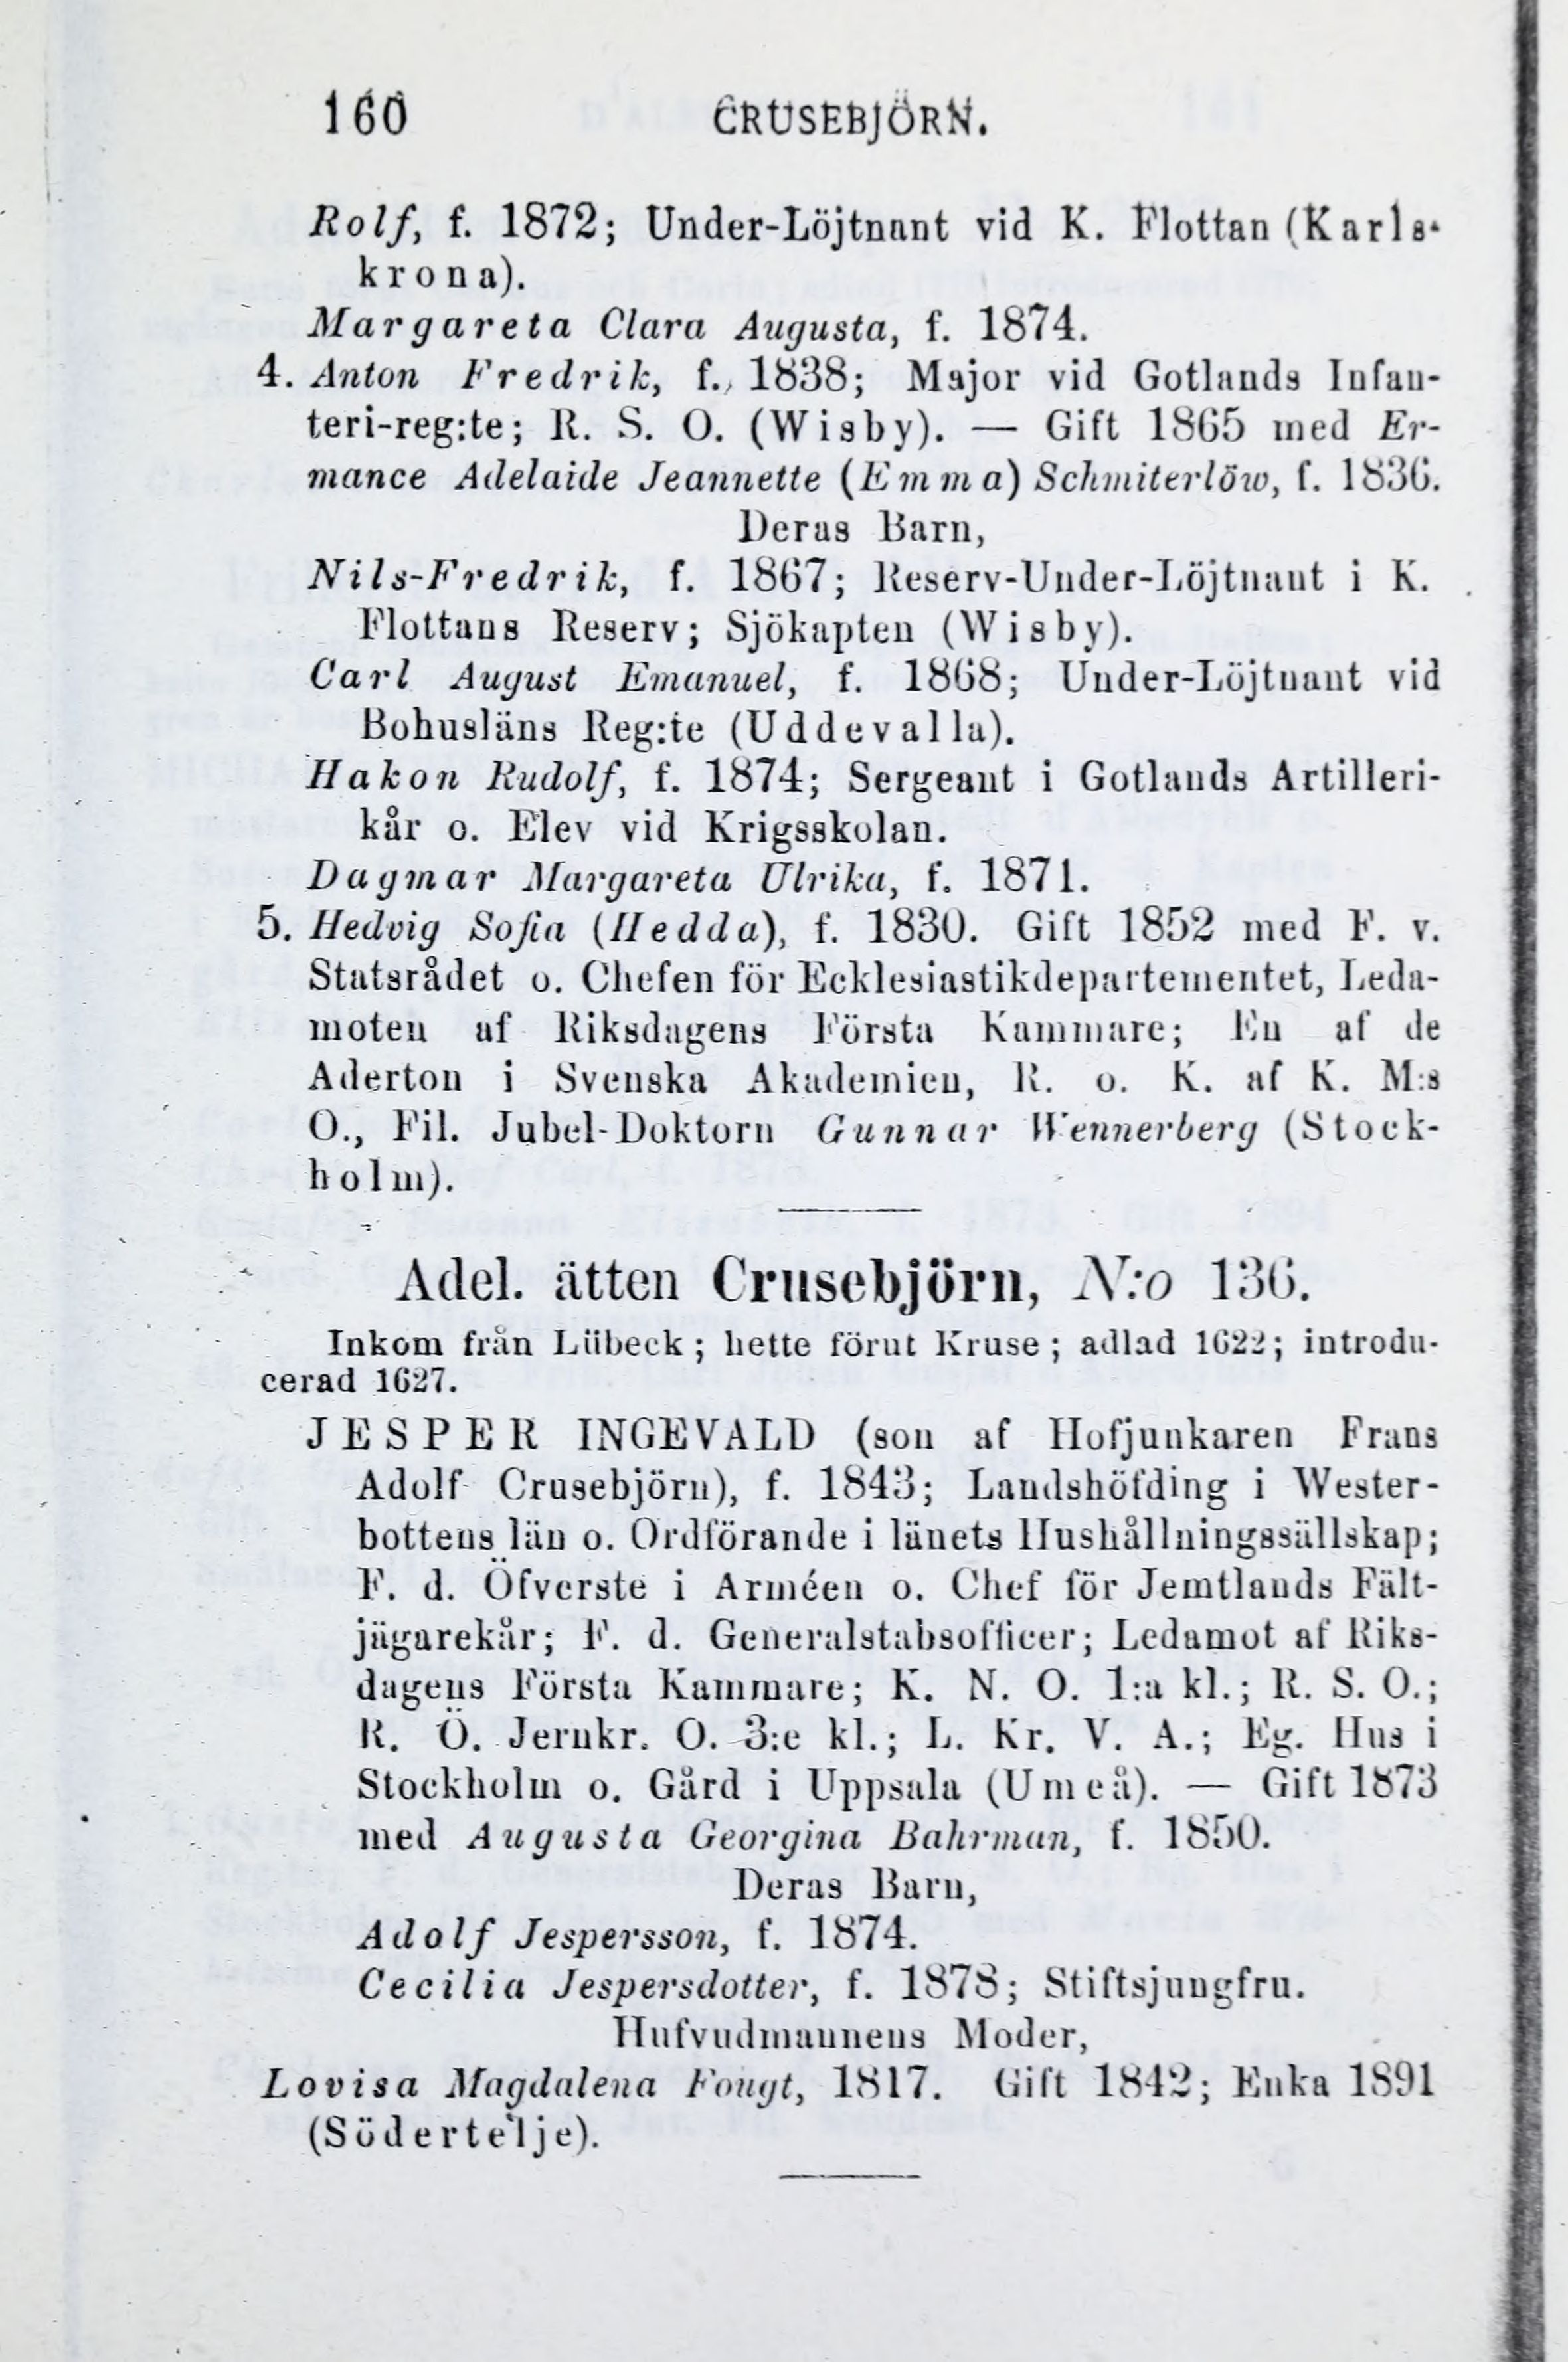 160 CRUSEBJÖRN.
Rolf, f. 1872; Under-Löjtnant vid K. Flottan (Karls-
krona).
Margareta Clara Augusta, f. 1874.
4. Anton Fredrik, f. 1838; Major vid Gotlands Infan-
teri-reg:te; R. S. O. (Wisby). — Gift 1865 med Er-
mance Adelaide Jeannette (Emma) Schmiterlöw, f. 1836.
Deras Barn,
Nils-Fredrik, f. 1867; Reserv-Under-Löjtnant i K.
Flottans Reserv; Sjökapten (Wisby).
Carl August Emanuel, f. 1868; Under-Löjtnant vid
Bohusläns Reg:te (Uddevalla).
Hakon Rudolf, f. 1874; Sergeant i Gotlands Artilleri-
kår o. Elev vid Krigsskolan.
Dagmar Margareta Ulrika, f. 1871.
5. Hedvig Sofia (Hedda), f. 1830. Gift 1852 med F. v.
Statsrådet o. Chefen för Ecklesiastikdepartementet, Leda-
moten af Riksdagens Första Kammare; En af de
Aderton i Svenska Akademien, R. o. K. af K. M:s
O., Fil. Jubel-Doktorn Gunnar Wennerberg (Stock-
holm).
Adel. ätten Crusebjörn, N:o 136.
Inkom från Lübeck; hette förut Kruse; adlad 1622; introdu-
cerad 1627.
JESPER INGEVALD (son af Hofjunkaren Frans
Adolf Crusebjörn), f. 1843; Landshöfding i Wester-
bottens län o. Ordförande i länets Hushållningssällskap;
F. d. Öfverste i Arméen o. Chef för Jemtlands Fält-
jägarekår; F. d. Generalstabsofficer; Ledamot af Riks-
dagens Första Kammare; K. N. O. 1:a kl.; R. S. O.;
R. Ö. Jernkr. O. 3:e kl.; L. Kr. V. A.; Eg. Hus i
Stockholm o. Gård i Uppsala (Umeå). — Gift 1873
med Augusta Georgina Bahrman, f. 1850.
Deras Barn,
Adolf Jespersson, f. 1874.
Cecilia Jespersdotter, f. 1878; Stiftsjungfru.
Hufvudmannens Moder,
Lovisa Magdalena Fougt, 1817. Gift 1842; Enka 1891
(Södertelje).